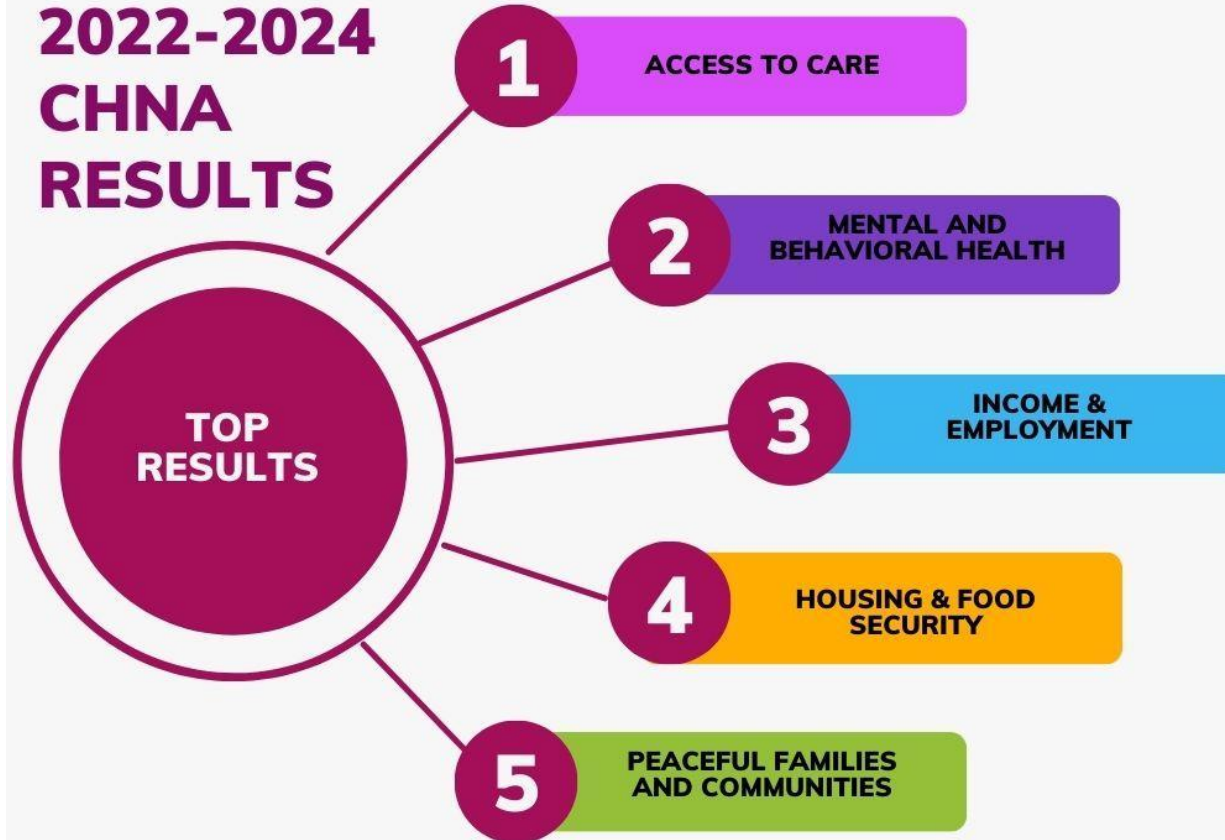 2022-2024
CHNA
RESULTS
TOP
RESULTS
1
ACCESS TO CARE
2
MENTAL AND
BEHAVIORAL HEALTH
3
INCOME &
EMPLOYMENT
4
HOUSING & FOOD
SECURITY
5
PEACEFUL FAMILIES
AND COMMUNITIES